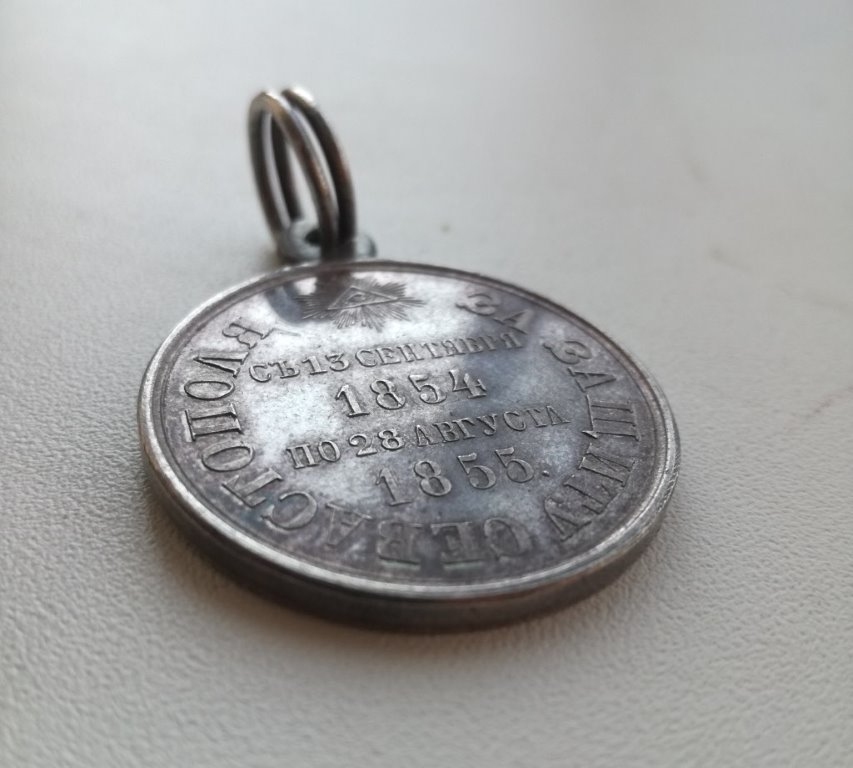 ЗА ЗАЩИТУ СЕВАСТОПОЛЯ
СЪ 13 СЕНТЯБРЯ
1854
ПО 28 АВГУСТА
1855.